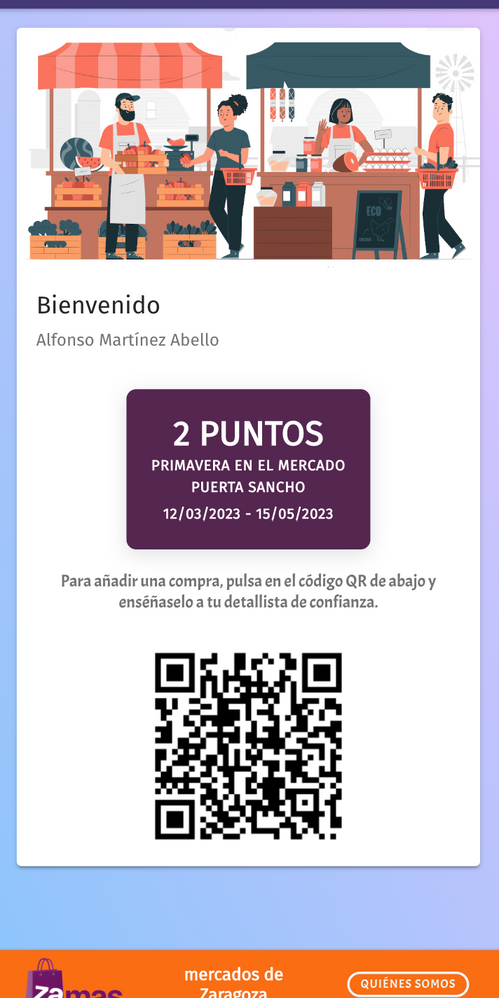 ECO
Bienvenido
Alfonso Martínez Abello
2 PUNTOS
PRIMAVERA EN EL MERCADO
PUERTA SANCHO
12/03/2023 - 15/05/2023
Para añadir una compra, pulsa en el código QR de abajo y
enséñaselo a tu detallista de confianza.
zamas
mercados de
Zaragoza
QUIÉNES SOMOS